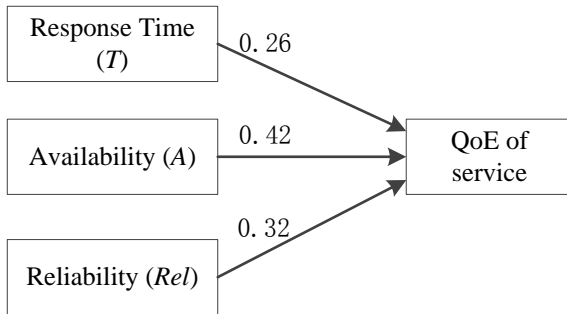 Response Time
(T)
0.26
Availability (A)
0.42
QoE of
service
Reliability (Rel)
0.32